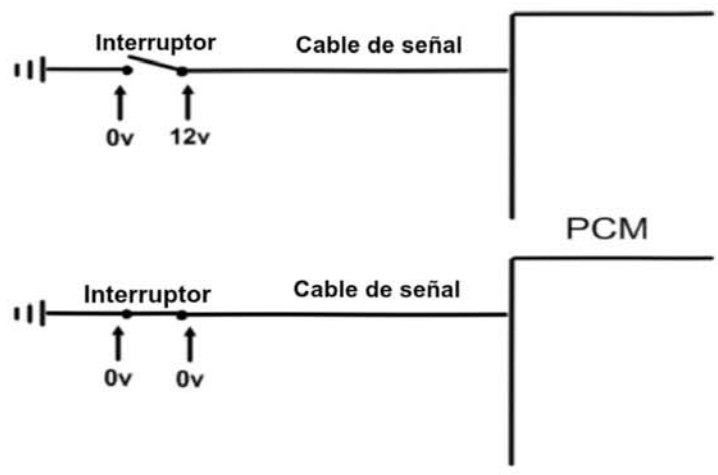 Interruptor
Cable de señal
0v
12v
PCM
Interruptor
Cable de señal
0v
0v